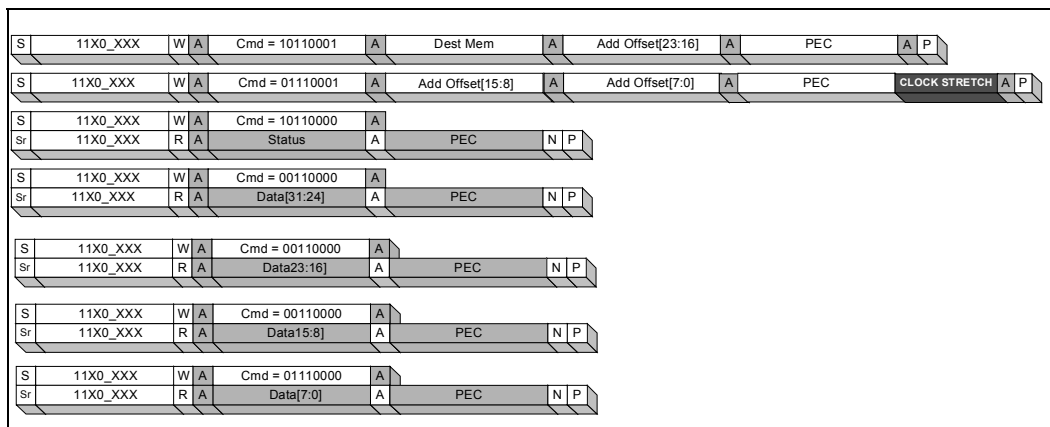 S 11X0_XXX W A Cmd = 10110001 A Dest Mem A Add Offset[23:16] A PEC A P
S 11X0_XXX W A Cmd = 01110001 A Add Offset[15:8] A Add Offset[7:0] A PEC CLOCK STRETCH A P
S 11X0_XXX W A Cmd = 10110000 A
Sr 11X0_XXX R A Status A PEC N P
S 11X0_XXX W A Cmd = 00110000 A
Sr 11X0_XXX R A Data[31:24] A PEC N P
S 11X0_XXX W A Cmd = 00110000 A
Sr 11X0_XXX R A Data23:16] A PEC N P
S 11X0_XXX W A Cmd = 00110000 A
Sr 11X0_XXX R A Data15:8] A PEC N P
S 11X0_XXX W A Cmd = 01110000 A
Sr 11X0_XXX R A Data[7:0] A PEC N P